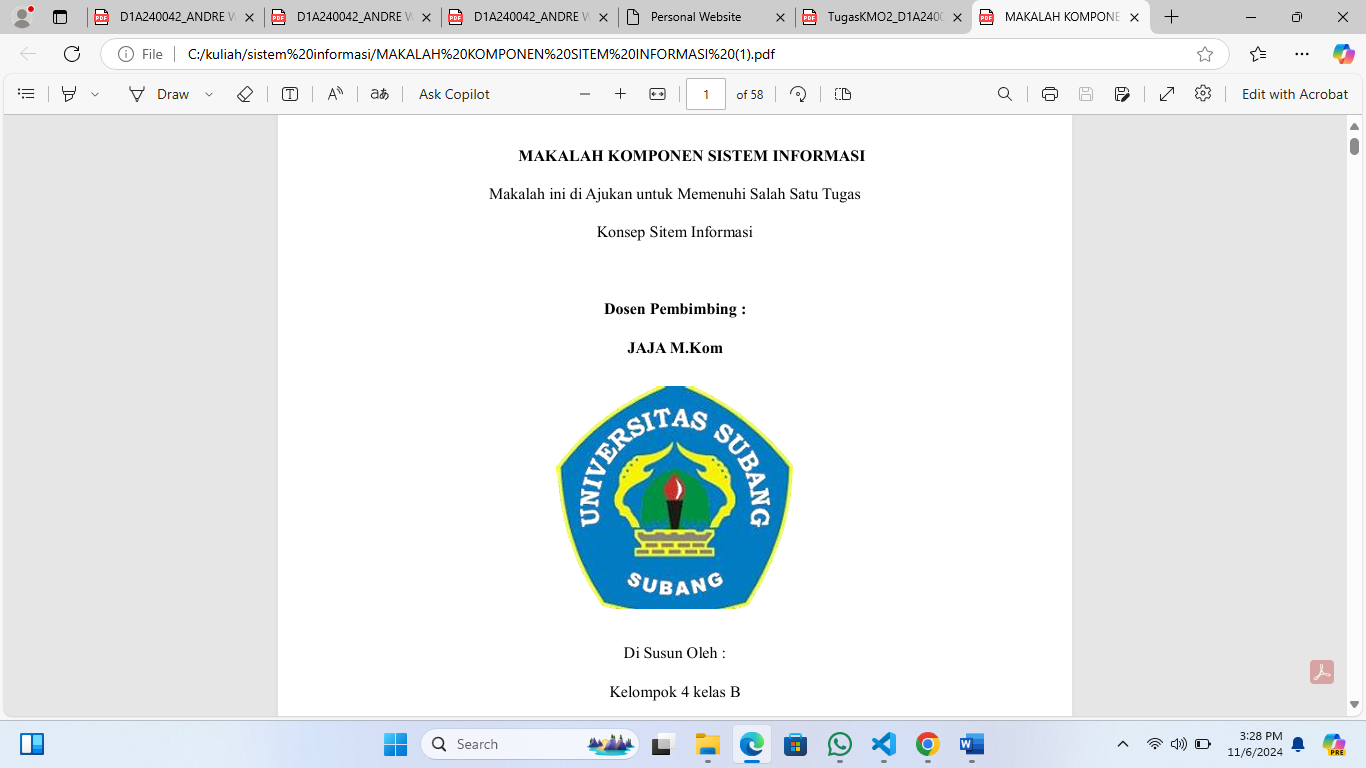 D1A240042_ANDRE W
D1A240042_ANDRE W
D1A240042_ANDRE W
Personal Website
TugasKMO2_D1A2400
MAKALAH KOMPONE
File
C:/kuliah/sistem%20informasi/MAKALAH%20KOMPONEN%20SITEM%20INFORMASI%20(1).pdf
Draw
Ask Copilot
1 of 58
Edit with Acrobat
MAKALAH KOMPONEN SISTEM INFORMASI
Makalah ini di Ajukan untuk Memenuhi Salah Satu Tugas
Konsep Sitem Informasi
Dosen Pembimbing :
JAJA M.Kom
UNIVERSITAS SUBANG
SUBANG
Di Susun Oleh :
Kelompok 4 kelas B
Search
3:28 PM
11/6/2024
PRE